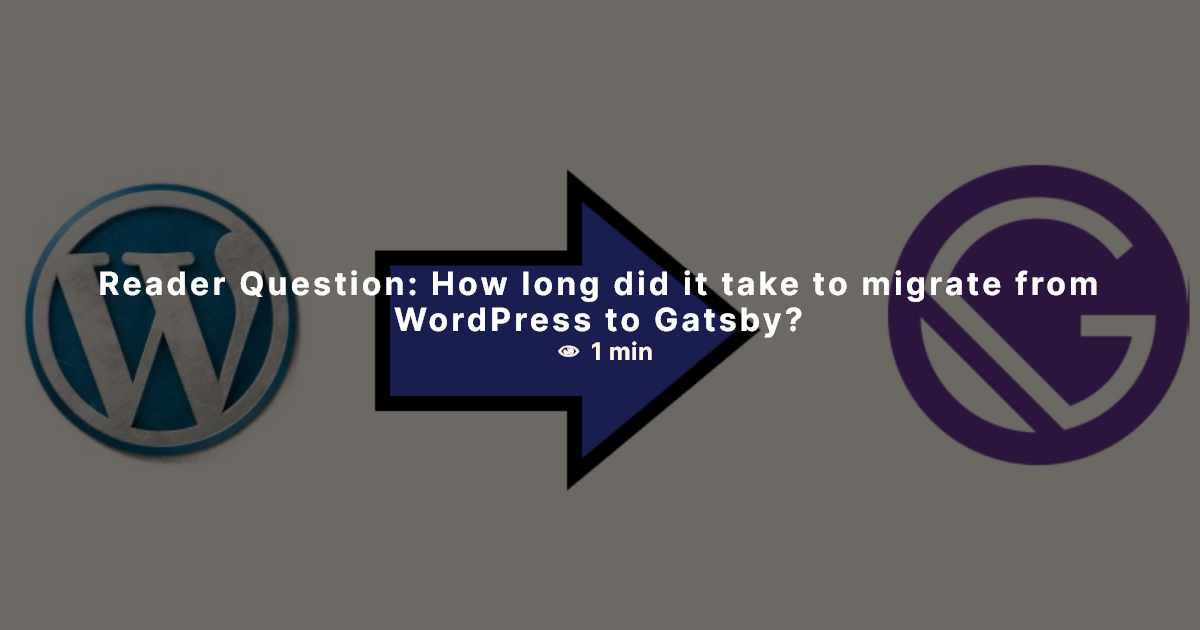 Reader Question: How long did it take to migrate from
WordPress to Gatsby?
1 min